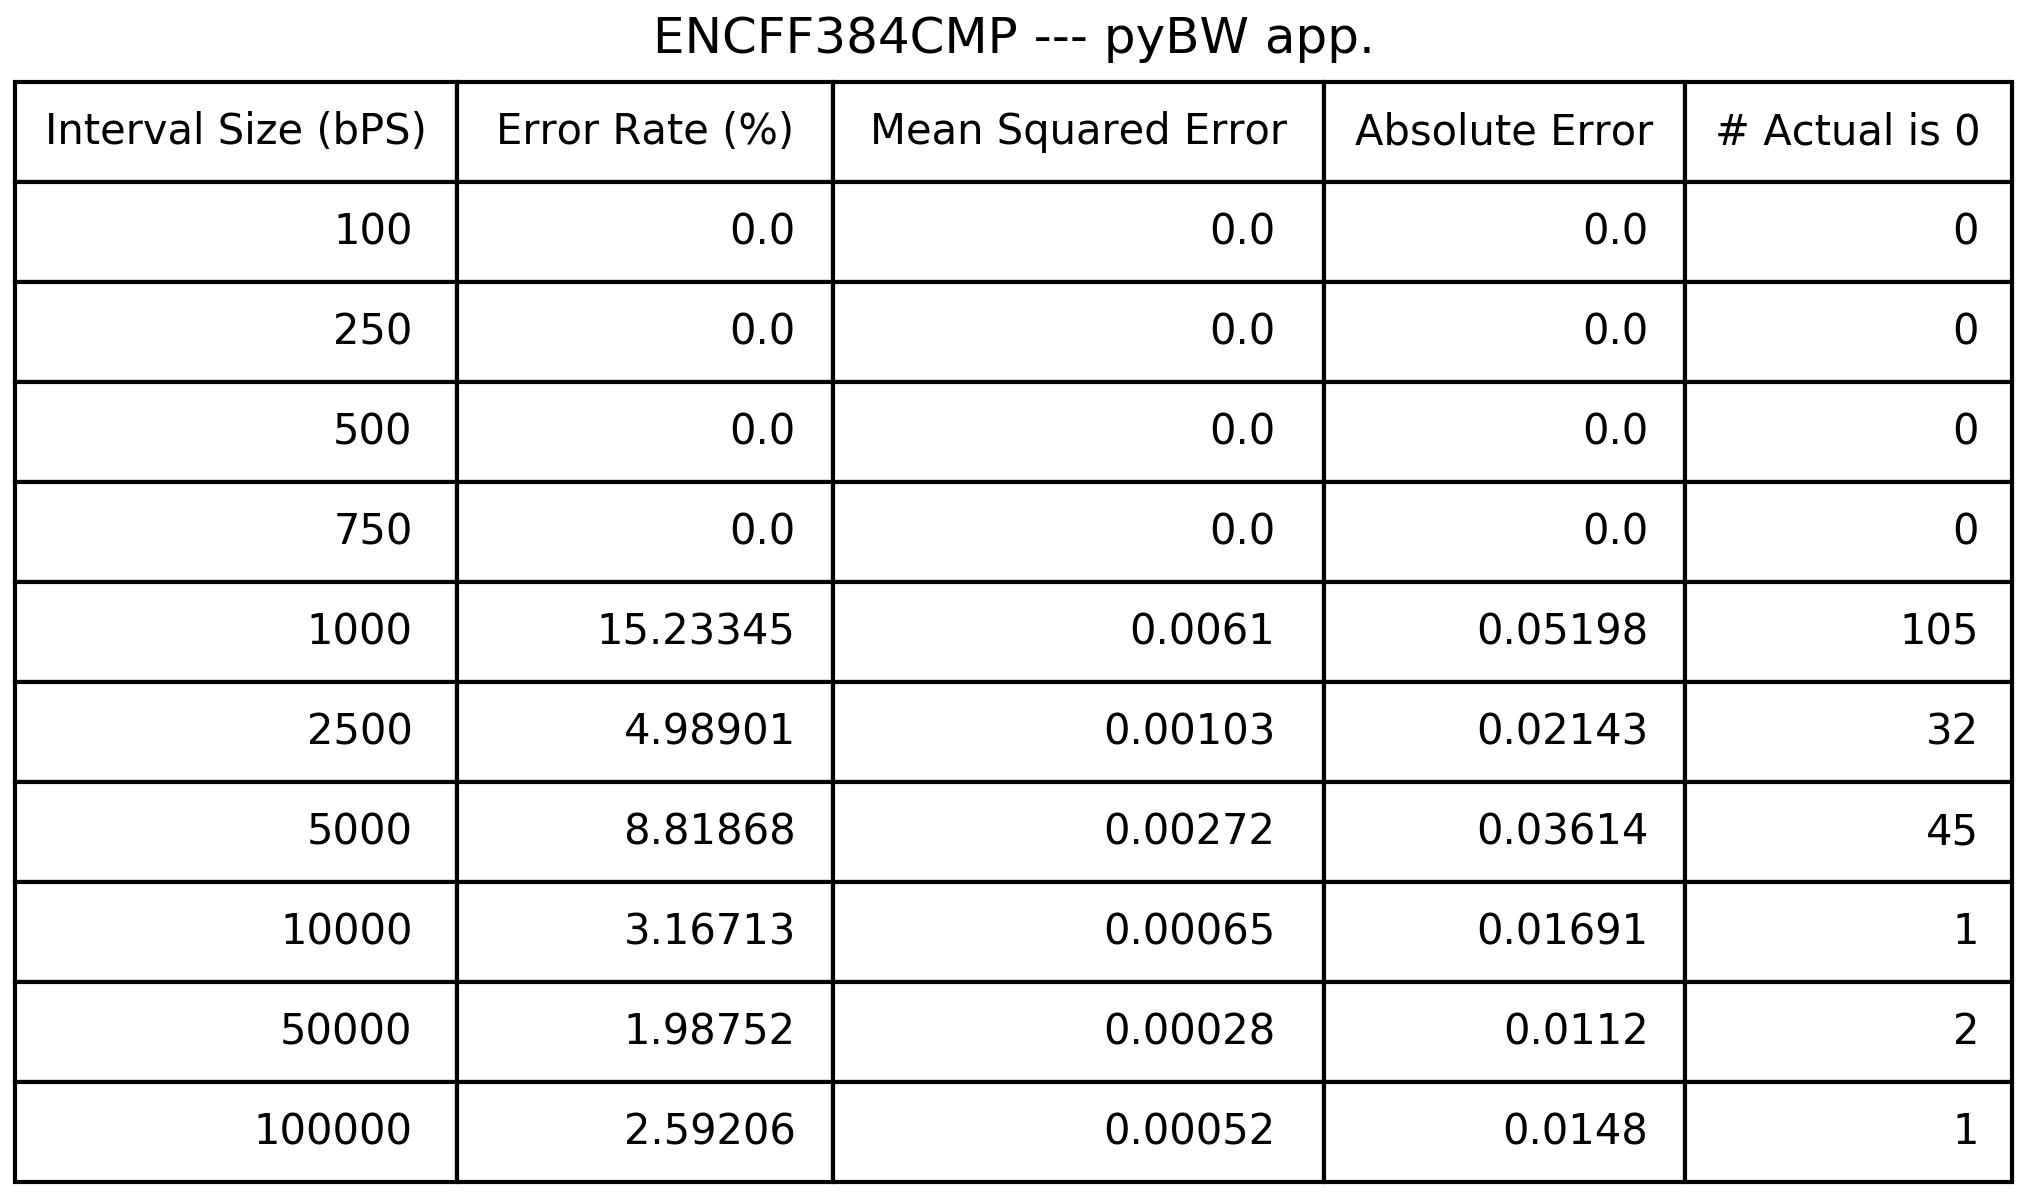 ENCFF384CMP --- pyBW app.
Interval Size (bPS) Error Rate (%) Mean Squared Error Absolute Error # Actual is 0
100 0.0 0.0 0.0 0
250 0.0 0.0 0.0 0
500 0.0 0.0 0.0 0
750 0.0 0.0 0.0 0
1000 15.23345 0.0061 0.05198 105
2500 4.98901 0.00103 0.02143 32
5000 8.81868 0.00272 0.03614 45
10000 3.16713 0.00065 0.01691 1
50000 1.98752 0.00028 0.0112 2
100000 2.59206 0.00052 0.0148 1